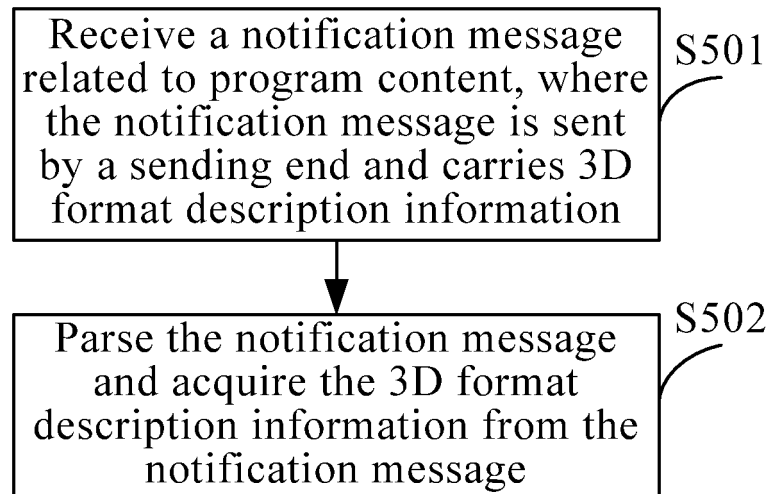 Receive a notification message
related to program content, where
the notification message is sent
by a sending end and carries 3D
format description information
S501
Parse the notification message
and acquire the 3D format
description information from the
notification message
S502